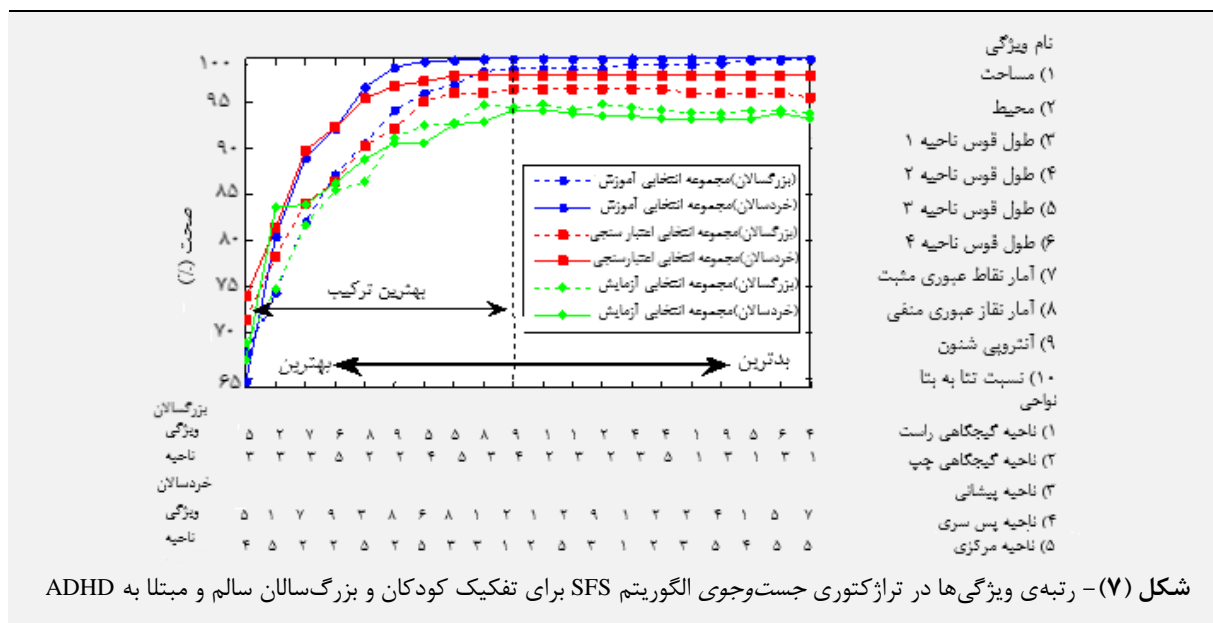 نام ویژگی
۱) مساحت
۲) محیط
۳) طول قوس ناحیه ۱
۴) طول قوس ناحیه ۲
۵) طول قوس ناحیه ۳
۶) طول قوس ناحیه ۴
۷) آمار نقاط عبوری مثبت
۸) آمار نقاز عبوری منفی
۹) آنتروپی شنون
۱۰) نسبت تتا به بتا
نواحی
۱) ناحیه گیجگاهی راست
۲) ناحیه گیجگاهی چپ
۳) ناحیه پیشانی
۴) ناحیه پس سری
۵) ناحیه مرکزی
۱۰۰
۹۵
۹۰
۸۵
۸۰
۷۵
۷۰
۶۵
صحت (٪)
(بزرگسالان)مجموعه انتخابی آموزش
(خردسالان)مجموعه انتخابی آموزش
(بزرگسالان)مجموعه انتخابی اعتبار سنجی
(خردسالان)مجموعه انتخابی اعتبارسنجی
(بزرگسالان)مجموعه انتخابی آزمایش
(خردسالان)مجموعه انتخابی آزمایش
بهترین ترکیب
بهترین
بدترین
بزرگسالان
ویژگی ۵ ۲ ۷ ۶ ۸ ۹ ۵ ۵ ۸ ۹ ۱ ۱ ۲ ۴ ۴ ۱ ۹ ۵ ۶ ۴
ناحیه ۳ ۳ ۳ ۵ ۲ ۲ ۴ ۵ ۳ ۴ ۲ ۳ ۲ ۳ ۵ ۱ ۳ ۱ ۳ ۱
خردسالان
ویژگی ۵ ۱ ۷ ۹ ۳ ۸ ۶ ۸ ۱ ۲ ۱ ۲ ۹ ۱ ۲ ۲ ۴ ۱ ۵ ۷
ناحیه ۴ ۵ ۲ ۲ ۵ ۲ ۵ ۳ ۳ ۱ ۲ ۵ ۳ ۱ ۲ ۳ ۵ ۴ ۵ ۵
شکل (۷)- رتبه‌ی ویژگی‌ها در تراژکتوری جست‌وجوی الگوریتم SFS برای تفکیک کودکان و بزرگ‌سالان سالم و مبتلا به ADHD